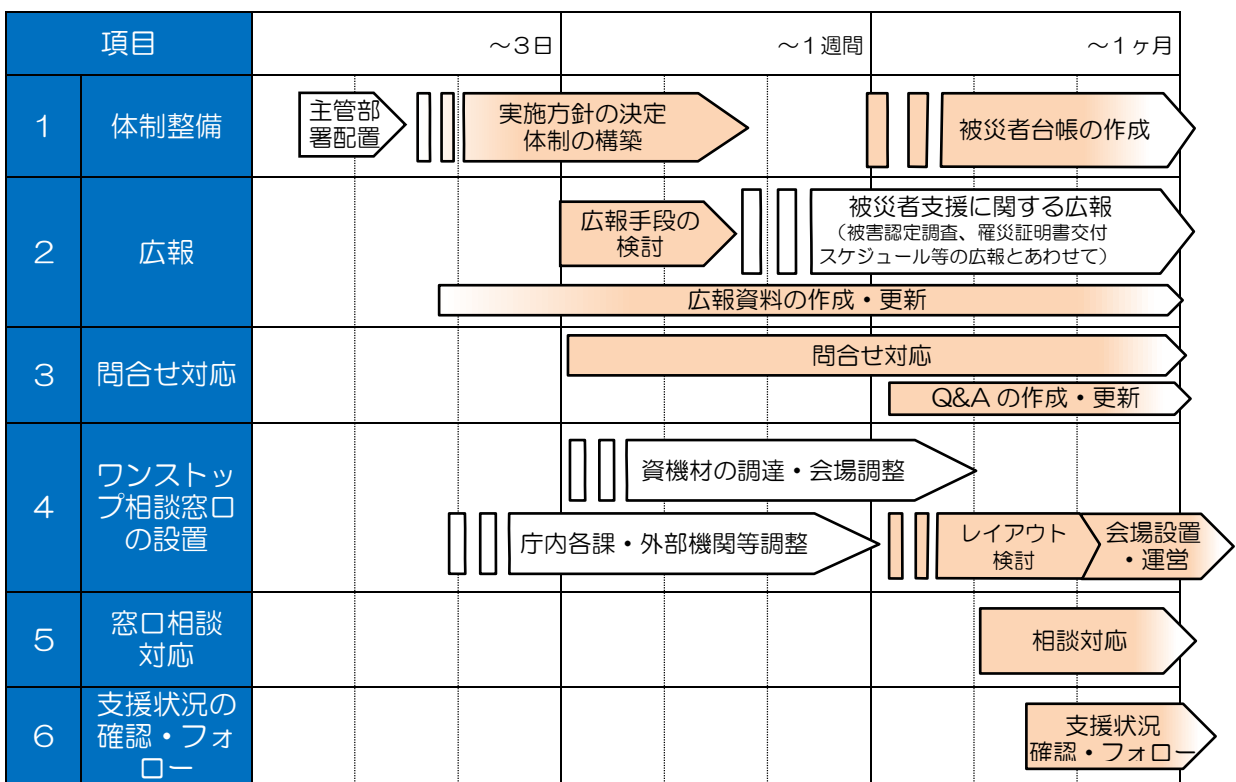 項目
～3日
～1週間
～1ヶ月
1
体制整備
主管部
署配置
実施方針の決定
体制の構築
被災者台帳の作成
2
広報
広報手段の
検討
被災者支援に関する広報
（被害認定調査、罹災証明書交付
スケジュール等の広報とあわせて）
広報資料の作成・更新
3
問合せ対応
問合せ対応
Q&Aの作成・更新
4
ワンストッ
プ相談窓口
の設置
資機材の調達・会場調整
庁内各課・外部機関等調整
レイアウト
検討
会場設置
・運営
5
窓口相談
対応
相談対応
6
支援状況の
確認・フォ
ロー
支援状況
確認・フォロー